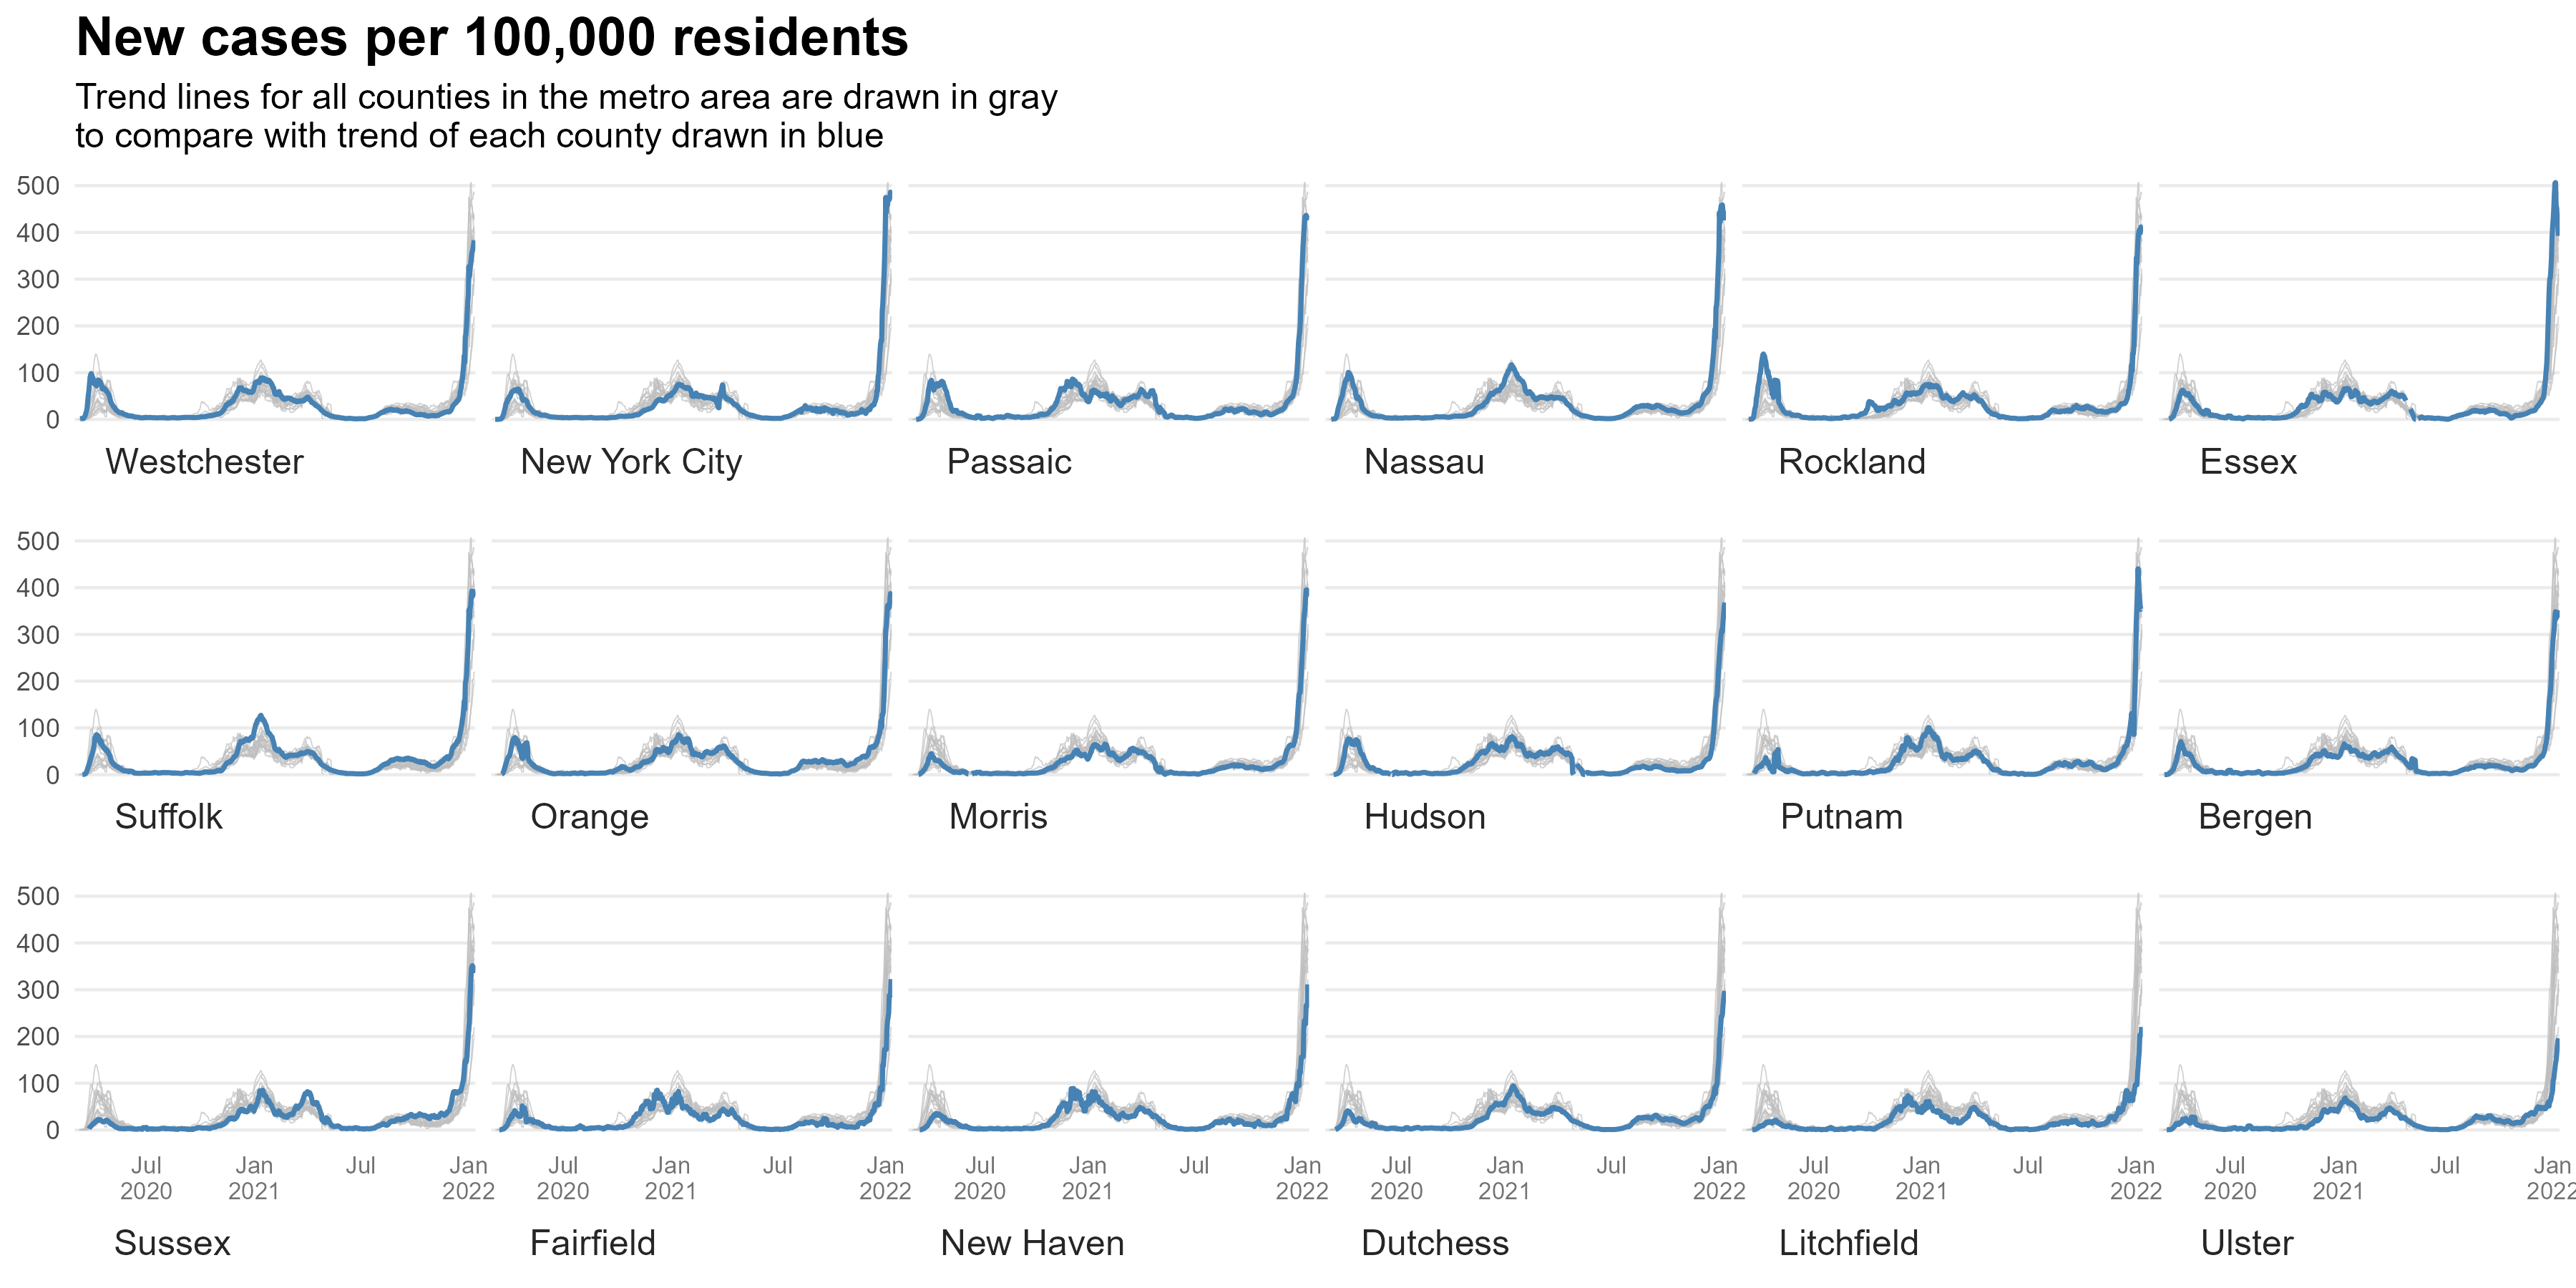 New cases per 100,000 residents
Trend lines for all counties in the metro area are drawn in gray
to compare with trend of each county drawn in blue
500
400
300
200
100
0
Westchester New York City Passaic Nassau Rockland Essex
500
400
300
200
100
0
Suffolk Orange Morris Hudson Putnam Bergen
500
400
300
200
100
0
Jul Jan Jul Jan Jul Jan Jul Jan Jul Jan Jul Jan Jul Jan Jul Jan Jul Jan Jul Jan Jul Jan Jul Jan
2020 2021 2022 2020 2021 2022 2020 2021 2022 2020 2021 2022 2020 2021 2022 2020 2021 2022
Sussex Fairfield New Haven Dutchess Litchfield Ulster